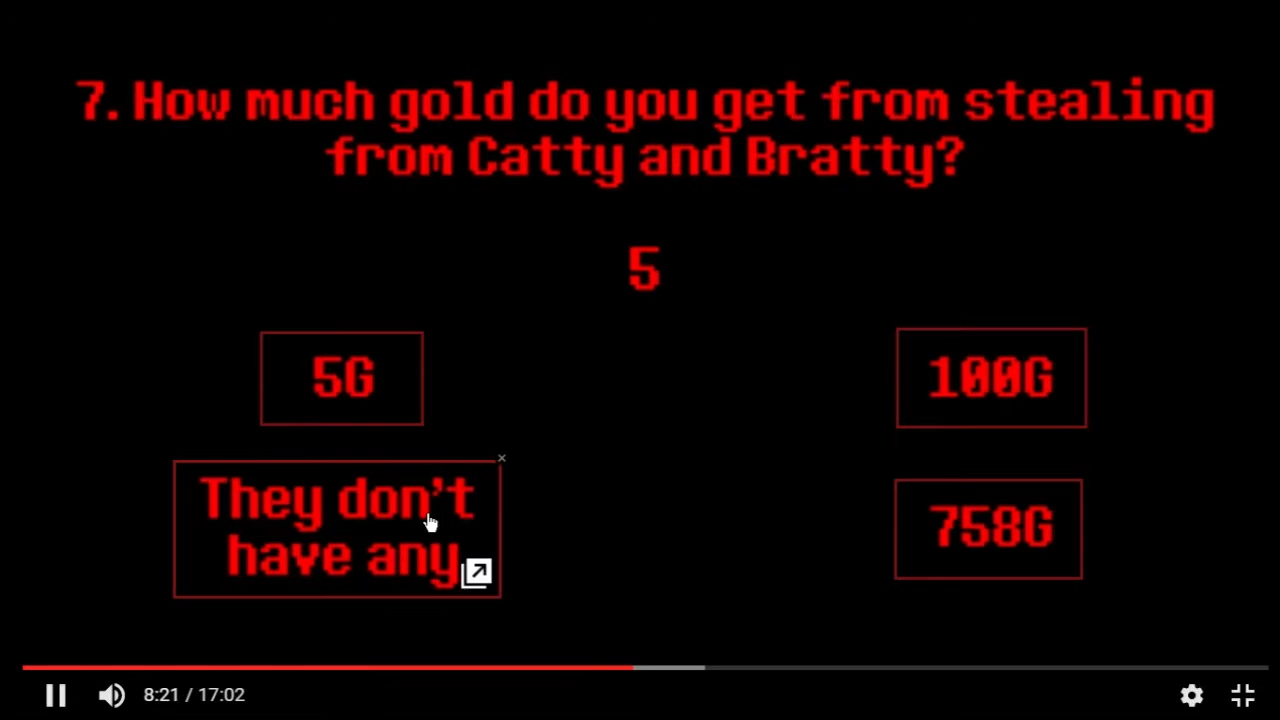 7. How much gold do you get from stealing
from Catty and Bratty?
5
5G
100G
They don't
have any
758G
8:21 / 17:02